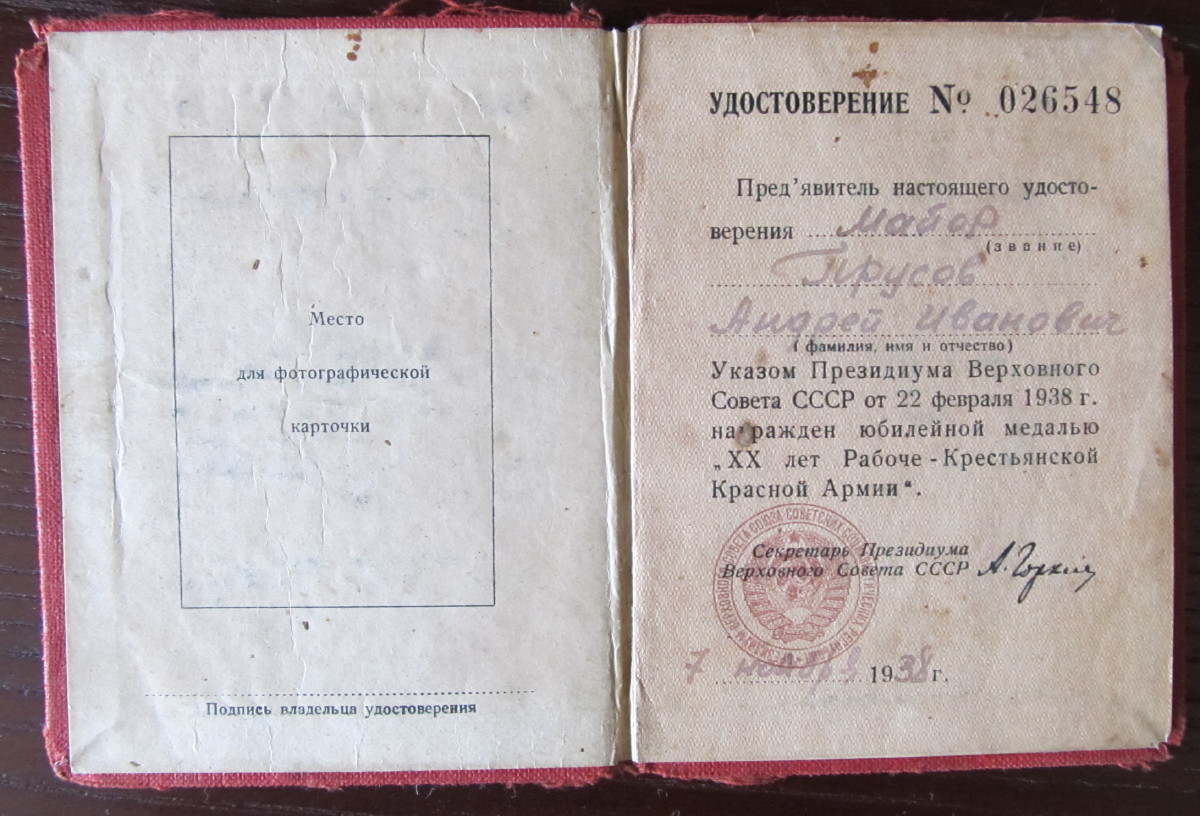 Место
для фотографической
карточки
Подпись владельца удостоверения
УДОСТОВЕРЕНИЕ № 026548
Пред'явитель настоящего удосто-
верения Майор
(звание)
Прусов
Андрей Иванович
(фамилия, имя и отчество)
Указом Президиума Верховного
Совета СССР от 22 февраля 1938 г.
награжден юбилейной медалью
„XX лет Рабоче-Крестьянской
Красной Армии".
Секретарь Президиума
Верховного Совета СССР А. Горкин
7 ноября 1938 г.